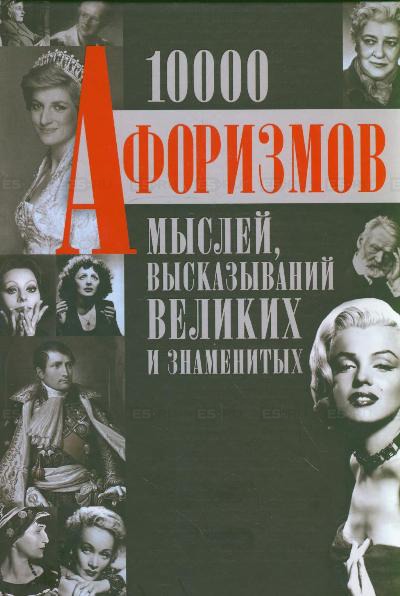 10000
АФОРИЗМОВ
МЫСЛЕЙ,
ВЫСКАЗЫВАНИЙ
ВЕЛИКИХ
И ЗНАМЕНИТЫХ